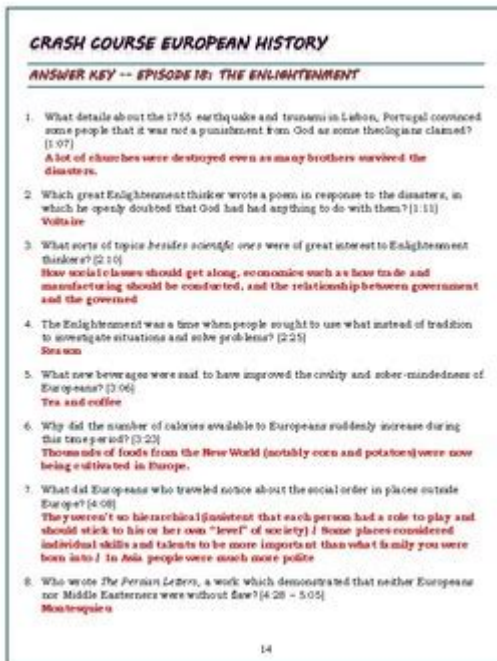 CRASH COURSE EUROPEAN HISTORY
ANSWER KEY -- EPISODE 18: THE ENLIGHTENMENT
1. What details about the 1755 earthquake and tsunami in Lisbon, Portugal convinced
some people that it was not a punishment from God as some theologians claimed?
(1:07)
A lot of churches were destroyed even as many brothers survived the
disasters.
2. Which great Enlightenment thinker wrote a poem in response to the disasters, in
which he openly doubted that God had had anything to do with them? (1:11)
Voltaire
3. What sorts of topics besides scientific ones were of great interest to Enlightenment
thinkers? (2:10)
How social classes should get along, economics such as how trade and
manufacturing should be conducted, and the relationship between government
and the governed
4. The Enlightenment was a time when people sought to use what instead of tradition
to investigate situations and solve problems? (2:25)
Reason
5. What new beverages were said to have improved the civility and sober-mindedness of
Europeans? (3:06)
Tea and coffee
6. Why did the number of calories available to Europeans suddenly increase during
this time period? (3:23)
Thousands of foods from the New World (notably corn and potatoes) were now
being cultivated in Europe.
7. What did Europeans who traveled notice about the social order in places outside
Europe? (4:08)
They weren't so hierarchical (insistent that each person had a role to play and
should stick to his or her own "level" of society) / Some places considered
individual skills and talents to be more important than what family you were
born into / In Asia people were much more polite
8. Who wrote The Persian Letters, a work which demonstrated that neither Europeans
nor Middle Easterners were without flaw? (4:28 – 5:05)
Montesquieu
14